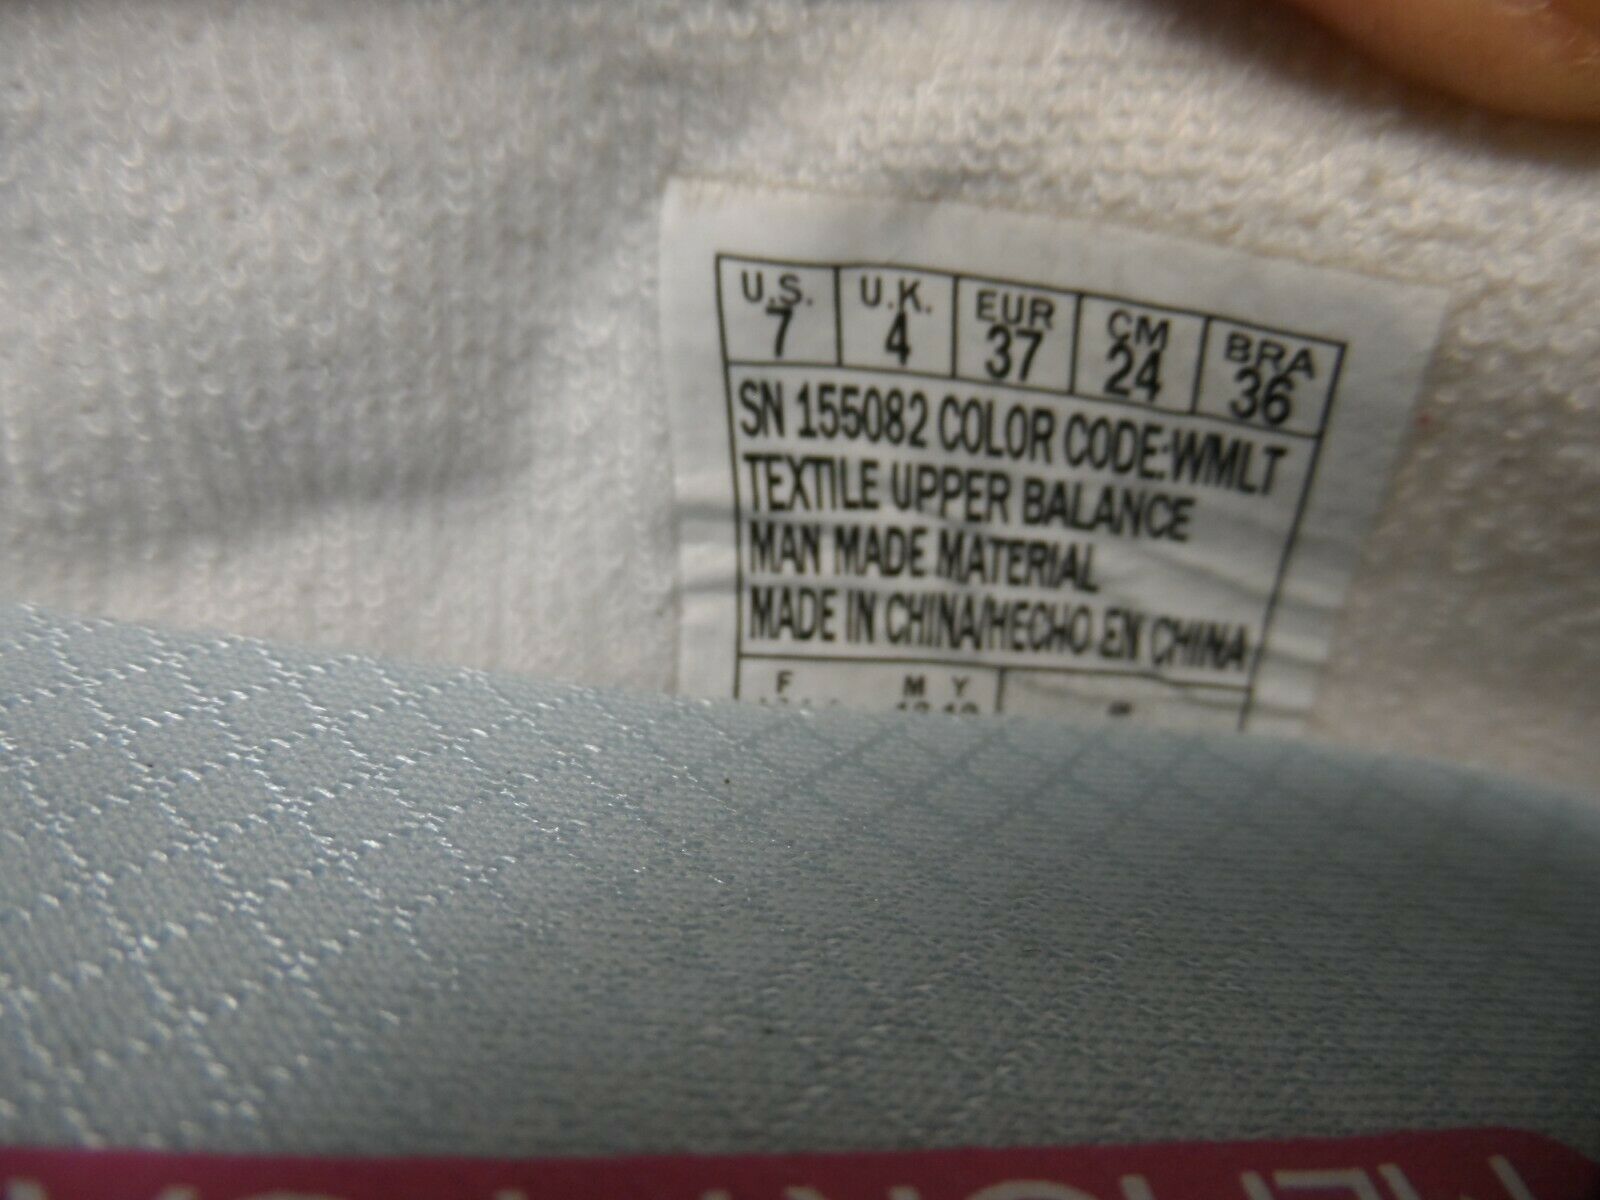 U.S. U.K. EUR CM BRA
7 4 37 24 36
SN 155082 COLOR CODE:WMLT
TEXTILE UPPER BALANCE
MAN MADE MATERIAL
MADE IN CHINA/HECHO EN CHINA
F M Y